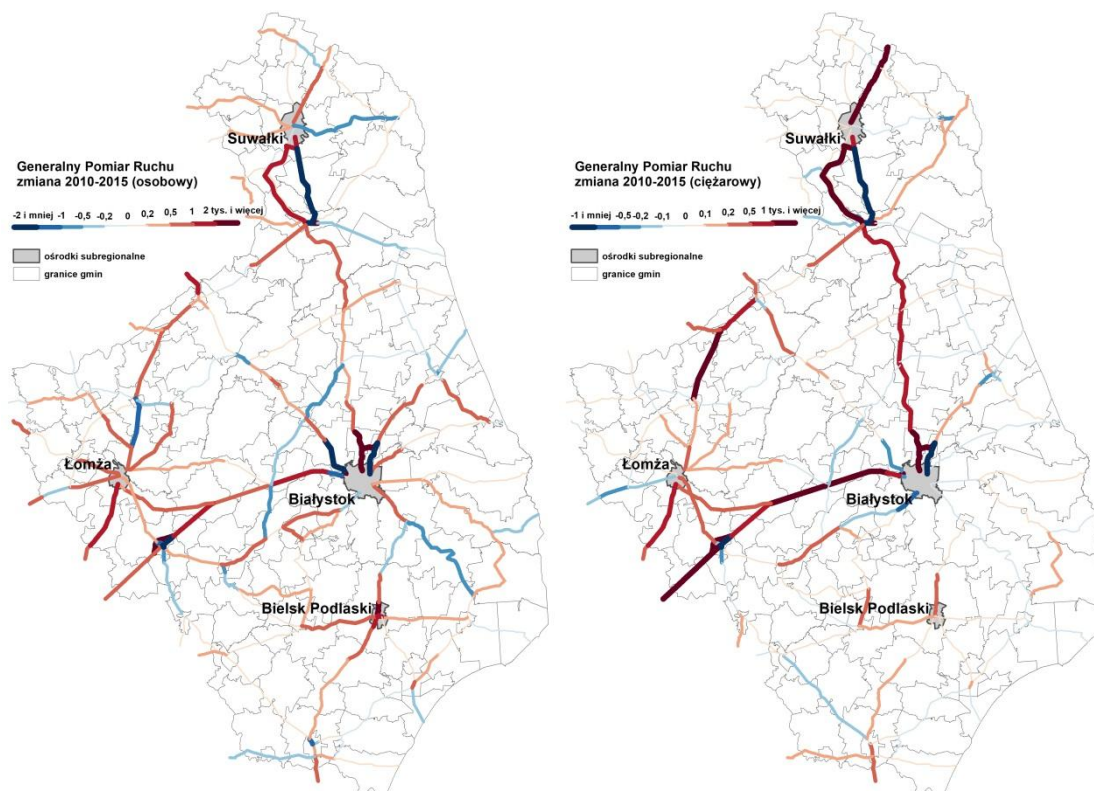 Suwałki
Generalny Pomiar Ruchu
zmiana 2010-2015 (osobowy)
-2 i mniej -1 -0,5 -0,2 0 0,2 0,5 1 2 tys. i więcej
ośrodki subregionalne
granice gmin
Łomża
Białystok
Bielsk Podlaski
Suwałki
Generalny Pomiar Ruchu
zmiana 2010-2015 (ciężarowy)
-1 i mniej -0,5 -0,2 -0,1 0 0,1 0,2 0,5 1 tys. i więcej
ośrodki subregionalne
granice gmin
Łomża
Białystok
Bielsk Podlaski